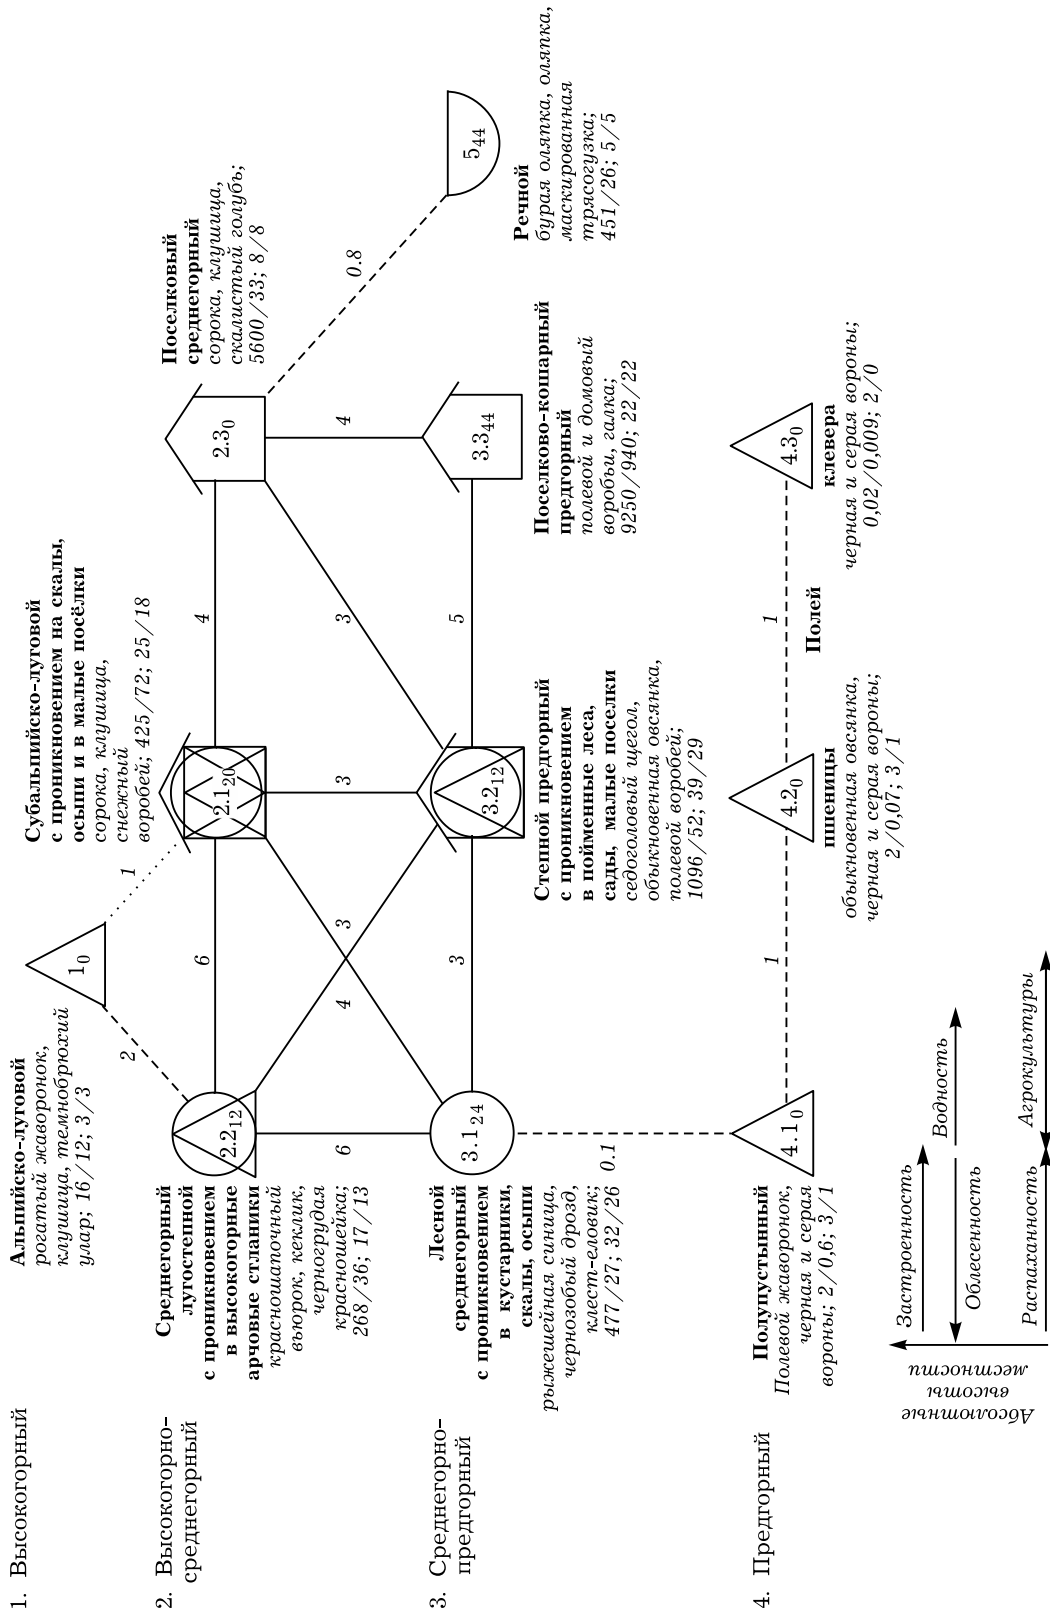 1. Высокогорный
Альпийско-луговой
рогатый жаворонок,
клушица, темнобрюхий
улар; 16/12; 3/3
1₀
2
1
Субальпийско-луговой
с проникновением на скалы,
осыпи и в малые посёлки
сорока, клушица,
снежный
воробей; 425/72; 25/18
2. Высокогорно-
среднегорный
Среднегорный
лугостепной
с проникновением
в высокогорные
арчовые стланики
красношапочный
вьюрок, кеклик,
черногрудая
красношейка;
268/36; 17/13
2.2₁₂
6
2.1₂₀
4
2.3₀
Поселковый
среднегорный
сорока, клушица,
скалистый голубь;
5600/33; 8/8
6
4
3
3
3
4
0.8
3. Среднегорно-
предгорный
Лесной
среднегорный
с проникновением
в кустарники,
скалы, осыпи
рыжешейная синица,
чернозобый дрозд,
клест-еловик;
477/27; 32/26
3.1₂₄
3
3.2₁₂
5
3.3₄₄
5₄₄
Степной предгорный
с проникновением
в пойменные леса,
сады, малые поселки
седоголовый щегол,
обыкновенная овсянка,
полевой воробей;
1096/52; 39/29
Поселково-кошарный
предгорный
полевой и домовый
воробьи, галка;
9250/940; 22/22
Речной
бурая оляпка, оляпка,
маскированная
трясогузка;
451/26; 5/5
0.1
4. Предгорный
Полупустынный
Полевой жаворонок,
черная и серая
вороны; 2/0,6; 3/1
4.1₀
1
4.2₀
1
4.3₀
Полей
пшеницы
обыкновенная овсянка,
черная и серая вороны;
2/0,07; 3/1
клевера
черная и серая вороны;
0,02/0,009; 2/0
Абсолютные
высоты
местности
Застроенность
Водность
Облесенность
Распаханность
Агрокультуры